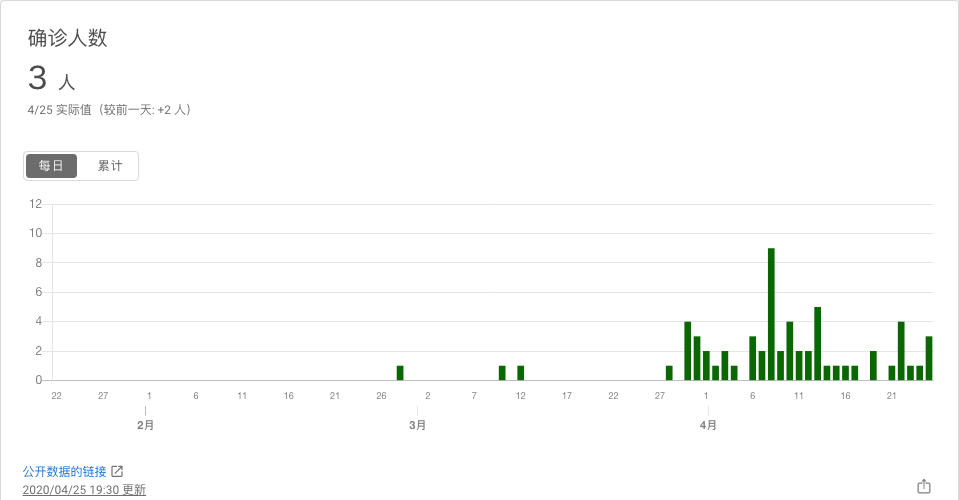 确诊人数
3 人
4/25 实际值（较前一天: +2 人）
每日 累计
12
10
8
6
4
2
0
22 27 1 6 11 16 21 26 2 7 12 17 22 27 1 6 11 16 21
2月 3月 4月
公开数据的链接
2020/04/25 19:30 更新